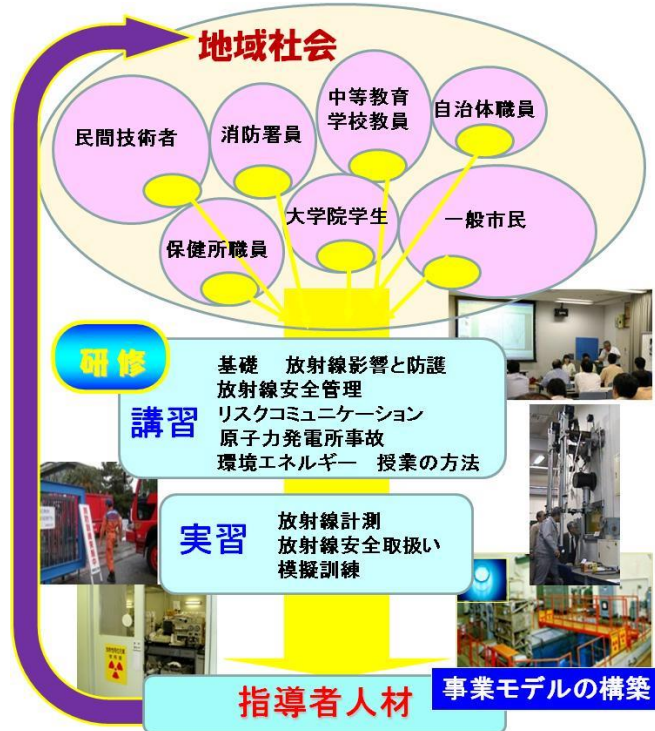 地域社会
民間技術者
消防署員
中等教育
学校教員
自治体職員
保健所職員
大学院学生
一般市民
研修
講習
基礎 放射線影響と防護
放射線安全管理
リスクコミュニケーション
原子力発電所事故
環境エネルギー 授業の方法
実習
放射線計測
放射線安全取扱い
模擬訓練
指導者人材
事業モデルの構築